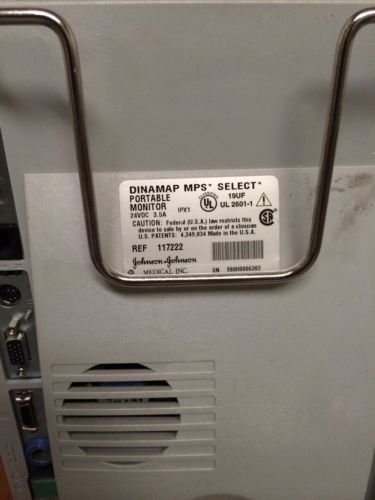 DINAMAP MPS* SELECT*
PORTABLE
MONITOR
24VDC 3.5A
IPX1
UL
19UF
UL 2601-1
CAUTION: Federal (U.S.A.) law restricts this
device to sale by or on the order of a clinician
U.S. PATENTS: 4,349,034 Made in the U.S.A.
REF 117222
Johnson & Johnson
MEDICAL INC.
SN